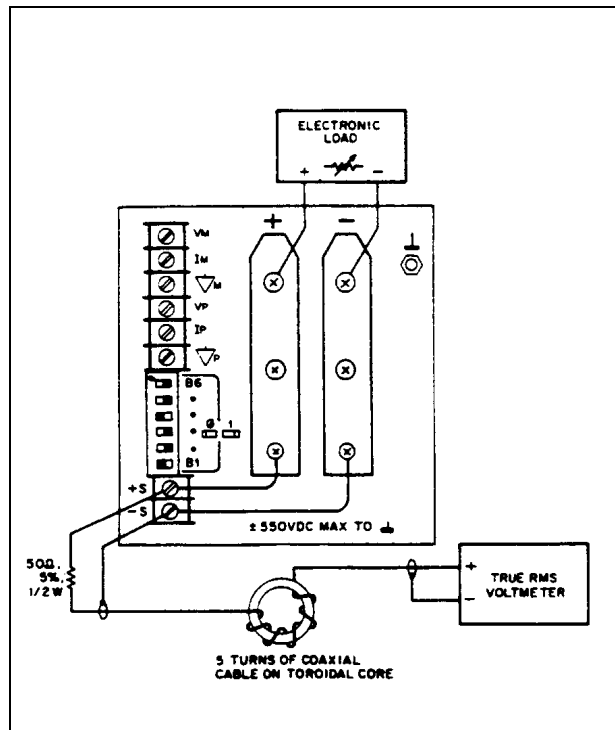 ELECTRONIC
LOAD
+ −
+ −
VM
IM
▽M
VP
IP
▽P
B6
0 1
B1
+S
−S
± 550VDC MAX TO ⏚
50Ω,
5%,
1/2 W
+
−
TRUE RMS
VOLTMETER
5 TURNS OF COAXIAL
CABLE ON TOROIDAL CORE